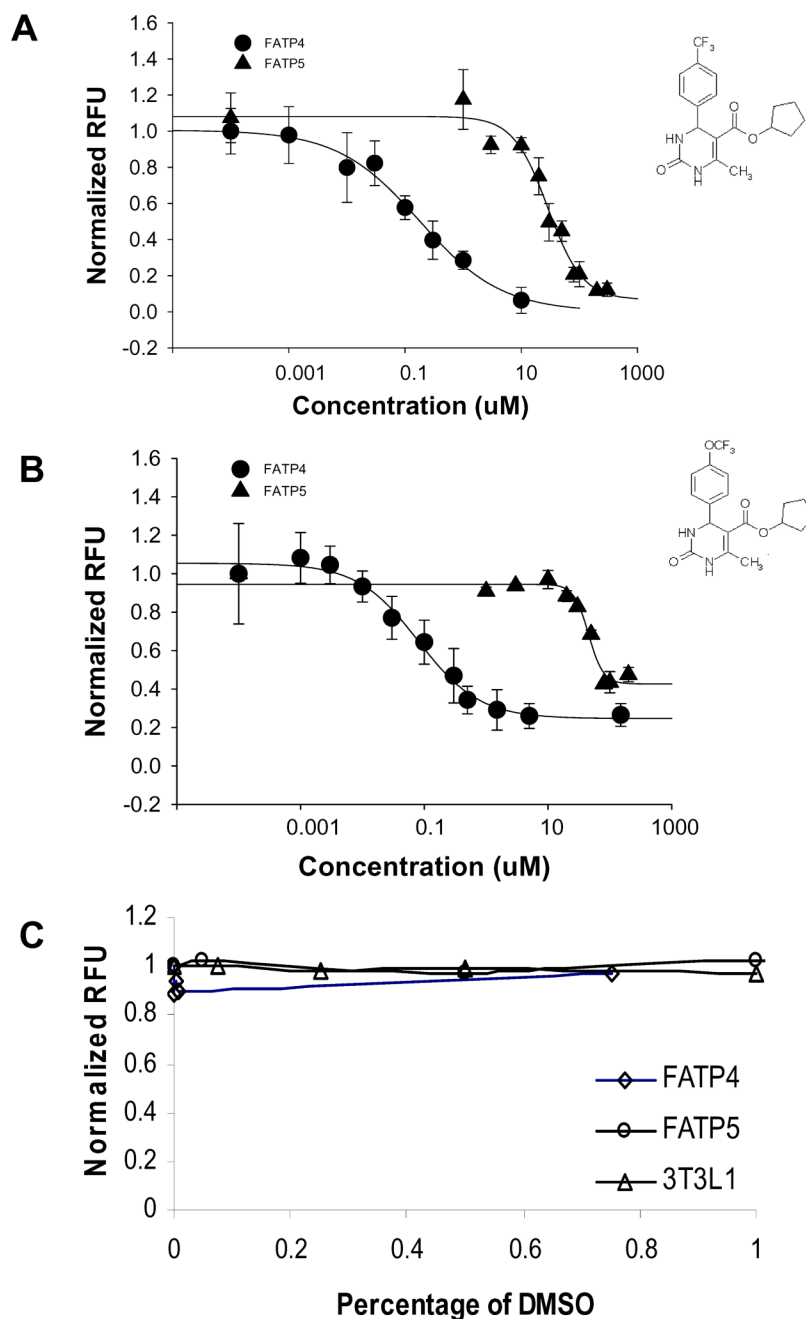 A
FATP4
FATP5
1.6
1.4
1.2
1.0
0.8
0.6
0.4
0.2
0.0
-0.2
Normalized RFU
0.001
0.1
10
1000
Concentration (uM)
CF3
O
O
HN
O
N
H
CH3
B
FATP4
FATP5
1.6
1.4
1.2
1.0
0.8
0.6
0.4
0.2
0.0
-0.2
Normalized RFU
0.001
0.1
10
1000
Concentration (uM)
OCF3
O
O
HN
O
N
H
CH3
C
1.2
1
0.8
0.6
0.4
0.2
0
Normalized RFU
FATP4
FATP5
3T3L1
0
0.2
0.4
0.6
0.8
1
Percentage of DMSO